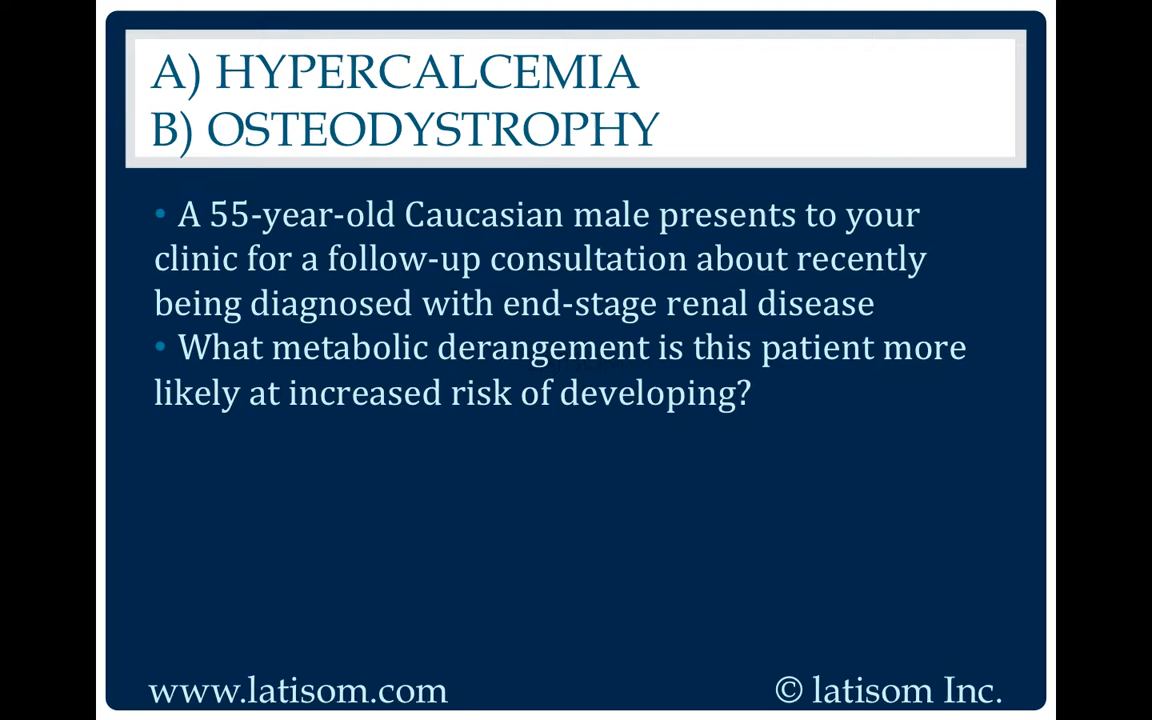 A) HYPERCALCEMIA
B) OSTEODYSTROPHY
• A 55-year-old Caucasian male presents to your
clinic for a follow-up consultation about recently
being diagnosed with end-stage renal disease
• What metabolic derangement is this patient more
likely at increased risk of developing?
www.latisom.com
© latisom Inc.